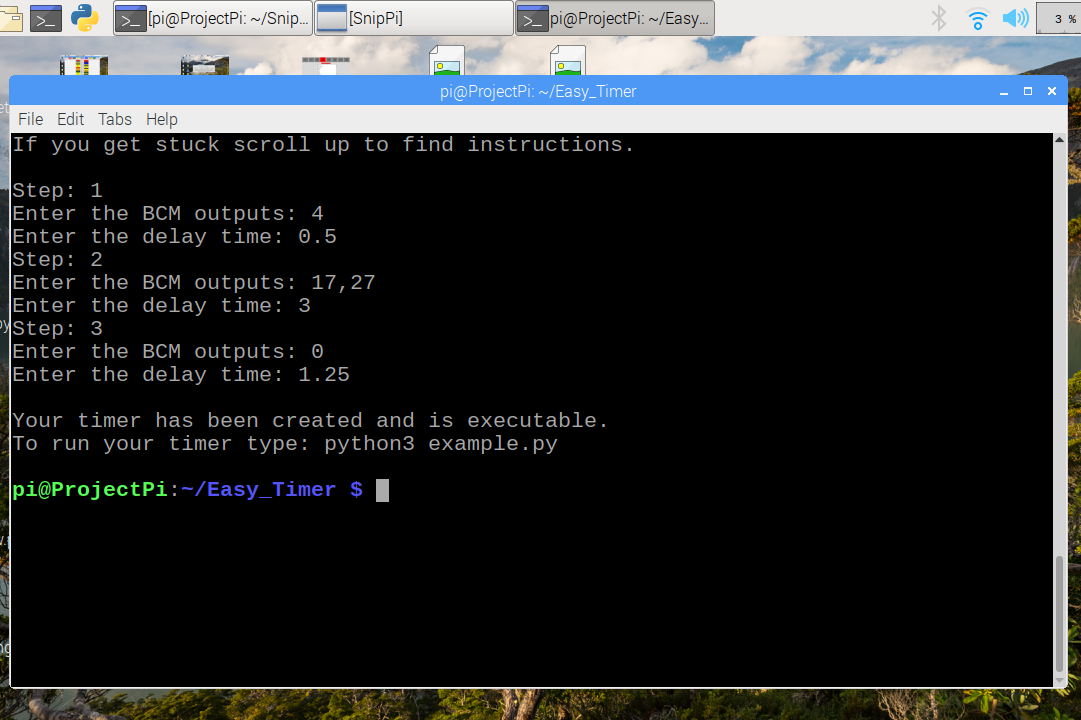 [pi@ProjectPi: ~/Snip...
[SnipPi]
pi@ProjectPi: ~/Easy...
3 %
pi@ProjectPi: ~/Easy_Timer
File Edit Tabs Help
If you get stuck scroll up to find instructions.
Step: 1
Enter the BCM outputs: 4
Enter the delay time: 0.5
Step: 2
Enter the BCM outputs: 17,27
Enter the delay time: 3
Step: 3
Enter the BCM outputs: 0
Enter the delay time: 1.25
Your timer has been created and is executable.
To run your timer type: python3 example.py
pi@ProjectPi:~/Easy_Timer $